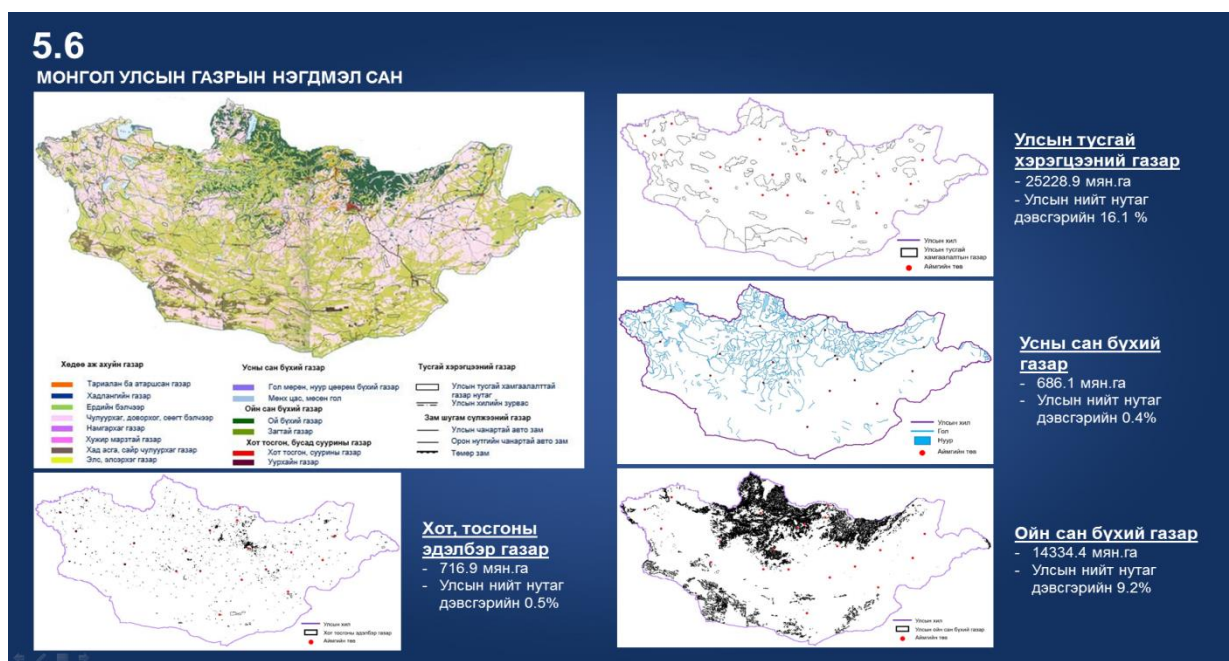 5.6
МОНГОЛ УЛСЫН ГАЗРЫН НЭГДМЭЛ САН
Хөдөө аж ахуйн газар
Тариалан ба атаршсан газар
Хадлангийн газар
Ердийн бэлчээр
Чулуурхаг, доворхог, сөөгт бэлчээр
Намгархаг газар
Хужир марзтай газар
Хад асга, сайр чулуурхаг газар
Элс, элсэрхэг газар
Усны сан бүхий газар
Гол мөрөн, нуур цөөрөм бүхий газар
Мөнх цас, мөсөн гол
Ойн сан бүхий газар
Ой бүхий газар
Загтай газар
Хот тосгон, бусад суурины газар
Хот тосгон, суурины газар
Уурхайн газар
Тусгай хэрэгцээний газар
Улсын тусгай хамгаалалттай
газар нутаг
Улсын хилийн зурвас
Зам шугам сүлжээний газар
Улсын чанартай авто зам
Орон нутгийн чанартай авто зам
Төмөр зам
Улсын хил
Улсын тусгай
хамгаалалтын газар
Аймгийн төв
Улсын тусгай
хэрэгцээний газар
- 25228.9 мян.га
- Улсын нийт нутаг
дэвсгэрийн 16.1 %
Улсын хил
Гол
Нуур
Аймгийн төв
Усны сан бүхий
газар
- 686.1 мян.га
- Улсын нийт нутаг
дэвсгэрийн 0.4%
Улсын хил
Хот тосгоны эдэлбэр газар
Аймгийн төв
Хот, тосгоны
эдэлбэр газар
- 716.9 мян.га
- Улсын нийт нутаг
дэвсгэрийн 0.5%
Улсын хил
Улсын ойн сан бүхий газар
Аймгийн төв
Ойн сан бүхий газар
- 14334.4 мян.га
- Улсын нийт нутаг
дэвсгэрийн 9.2%